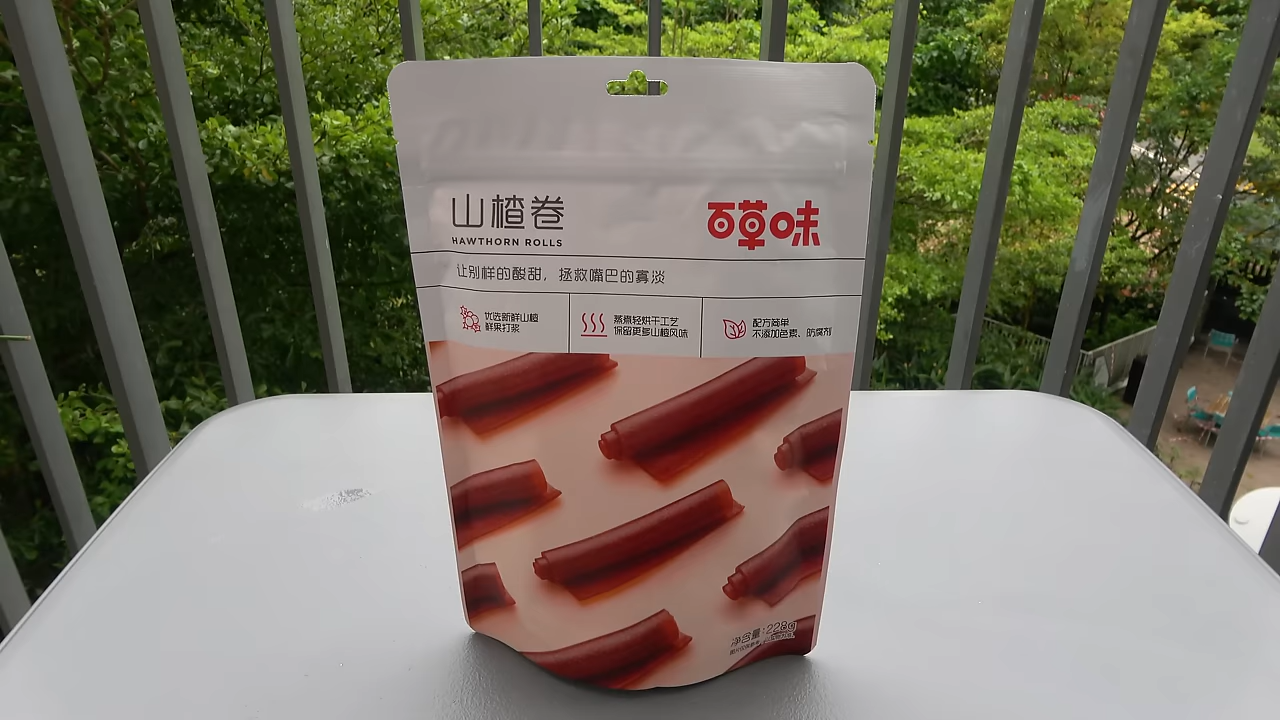 山楂卷
HAWTHORN ROLLS
百草味
让别样的酸甜，拯救嘴巴的寡淡
优选新鲜山楂
鲜果打浆
蒸煮轻烘干工艺
保留更多山楂风味
配方简单
不添加色素、防腐剂
净含量:228g